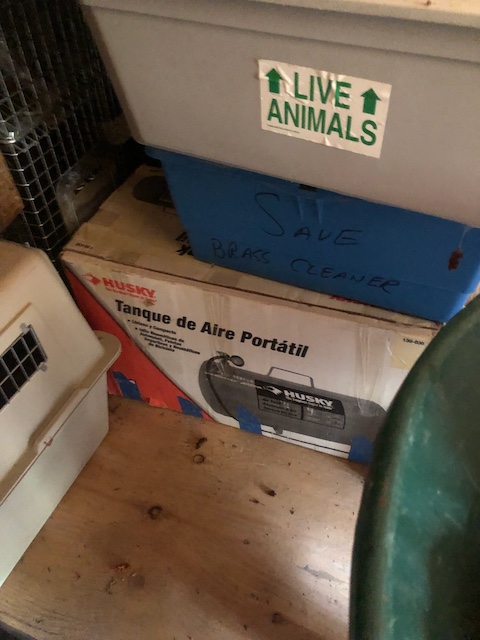 LIVE
ANIMALS
SAVE
BRASS CLEANER
HUSKY
Tanque de Aire Portátil
HUSKY